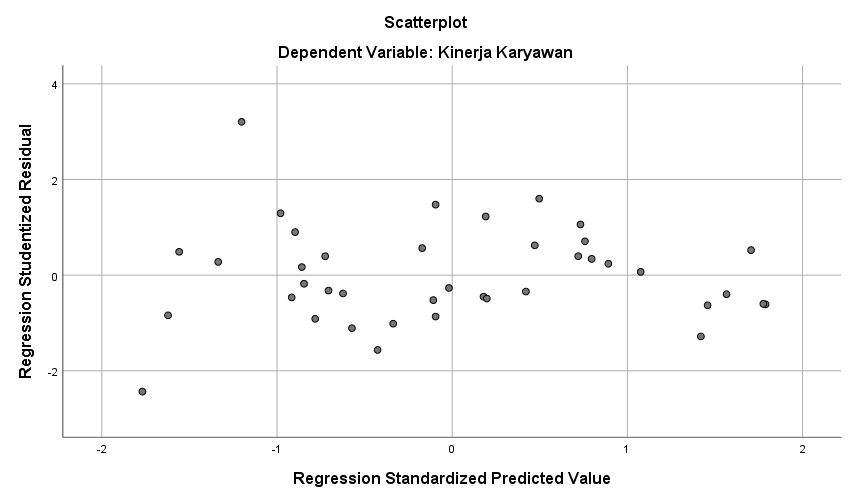 Scatterplot
Dependent Variable: Kinerja Karyawan
Regression Studentized Residual
4
2
0
-2
-2
-1
0
1
2
Regression Standardized Predicted Value